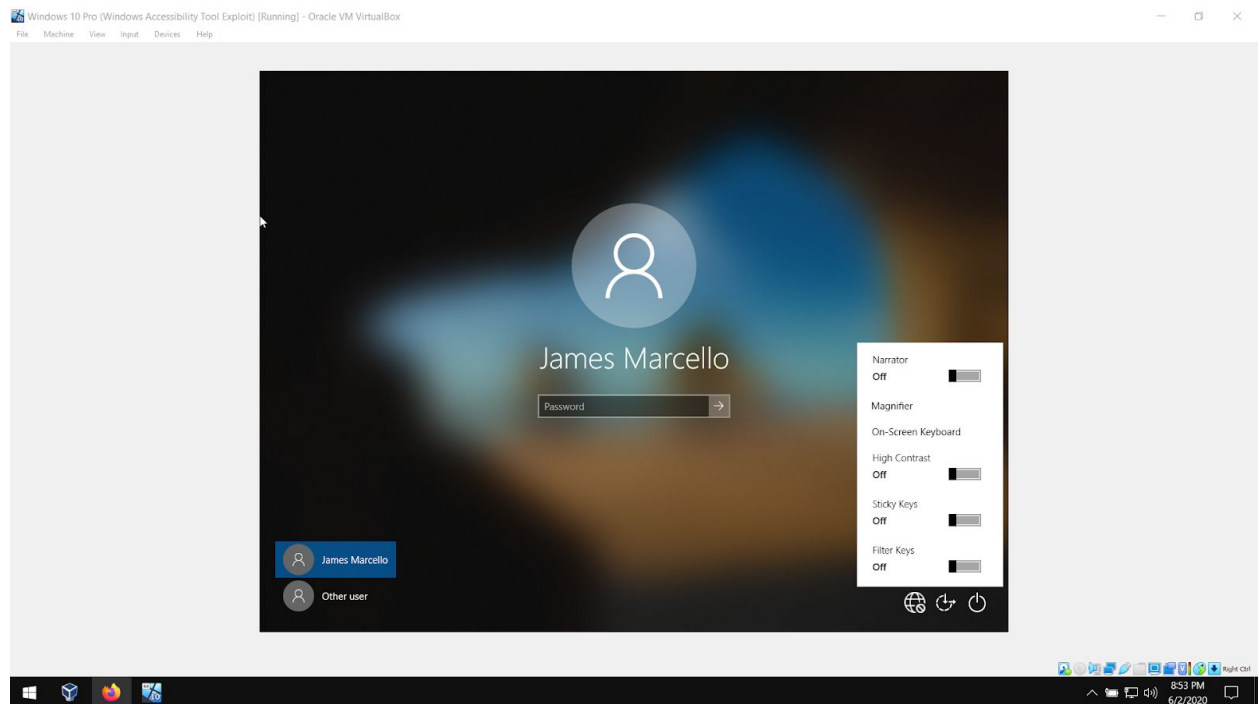 Windows 10 Pro (Windows Accessibility Tool Exploit) [Running] - Oracle VM VirtualBox
File Machine View Input Devices Help
James Marcello
Password
Narrator
Off
Magnifier
On-Screen Keyboard
High Contrast
Off
Sticky Keys
Off
Filter Keys
Off
James Marcello
Other user
Right Ctrl
8:53 PM
6/2/2020